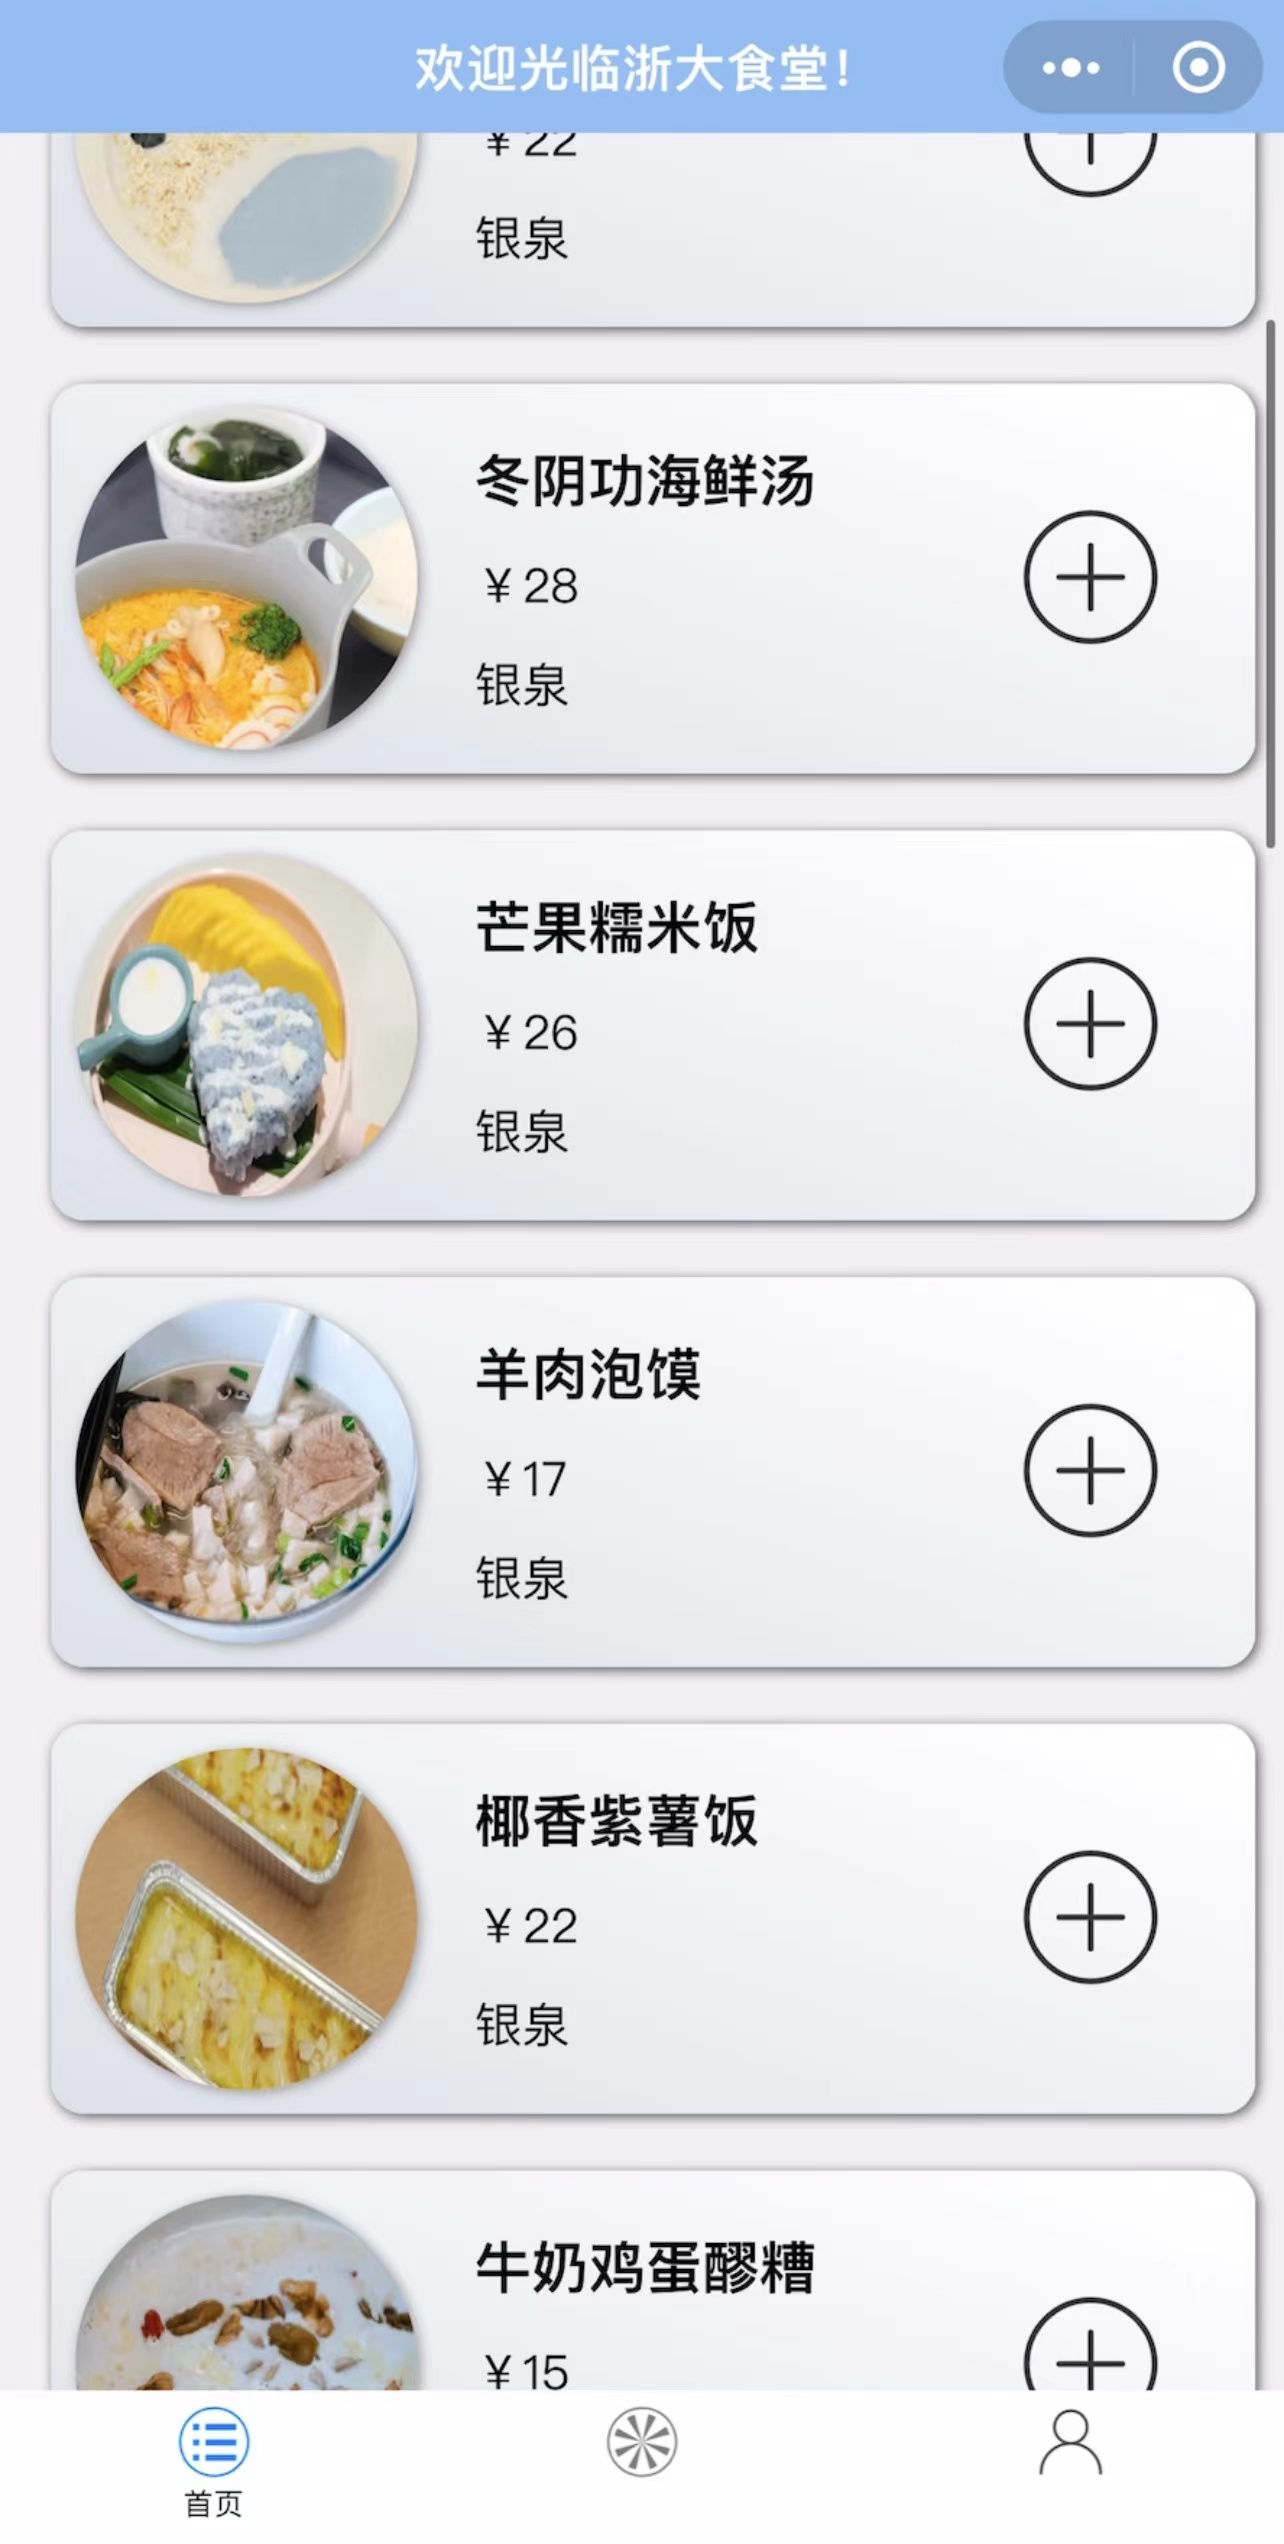 欢迎光临浙大食堂！
￥22
银泉
冬阴功海鲜汤
￥28
银泉
芒果糯米饭
￥26
银泉
羊肉泡馍
￥17
银泉
椰香紫薯饭
￥22
银泉
牛奶鸡蛋醪糟
￥15
首页